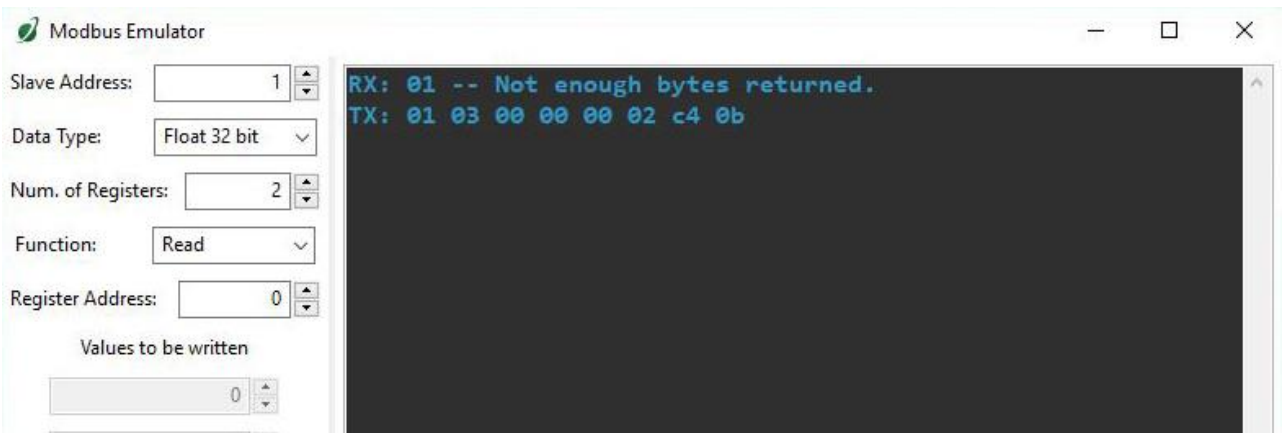 Modbus Emulator
Slave Address: 1
Data Type: Float 32 bit
Num. of Registers: 2
Function: Read
Register Address: 0
Values to be written
0
RX: 01 -- Not enough bytes returned.
TX: 01 03 00 00 00 02 c4 0b